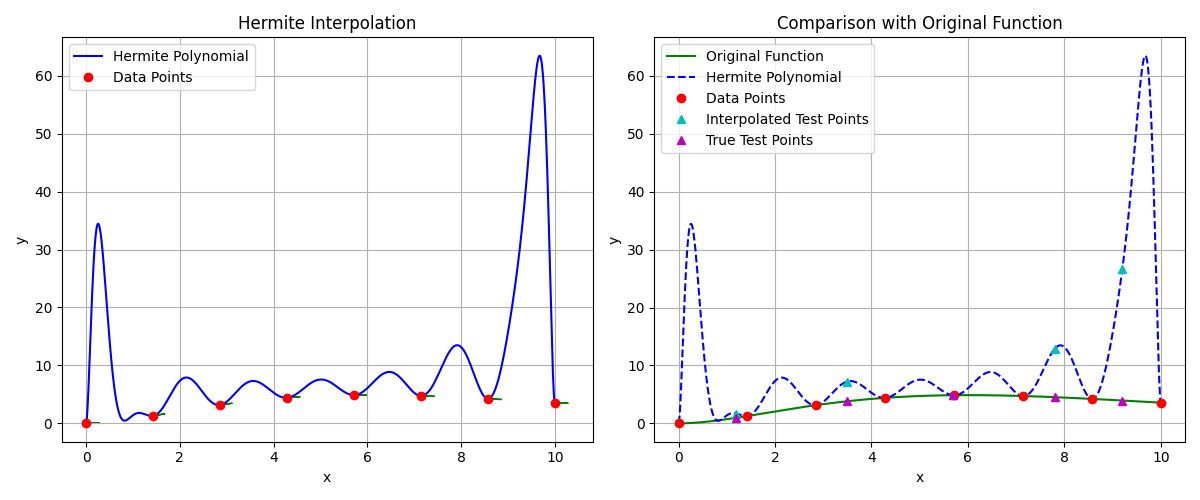 Hermite Interpolation
Hermite Polynomial
Data Points
y
60
50
40
30
20
10
0
0 2 4 6 8 10
x
Comparison with Original Function
Original Function
Hermite Polynomial
Data Points
Interpolated Test Points
True Test Points
y
60
50
40
30
20
10
0
0 2 4 6 8 10
x